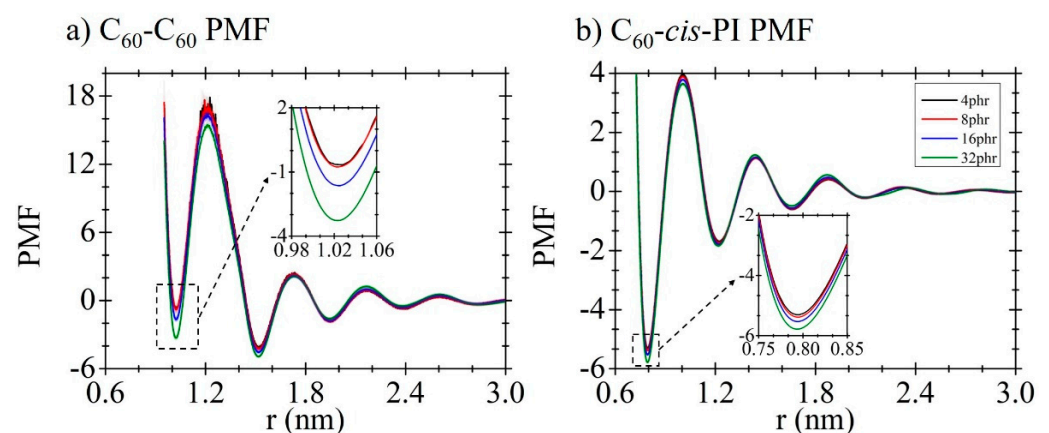 a) C₆₀-C₆₀ PMF
PMF
18
12
6
0
-6
0.6 1.2 1.8 2.4 3.0
r (nm)
2
-1
-4
0.98 1.02 1.06
b) C₆₀-cis-PI PMF
PMF
4
2
0
-2
-4
-6
0.6 1.2 1.8 2.4 3.0
r (nm)
4phr
8phr
16phr
32phr
-2
-4
-6
0.75 0.80 0.85